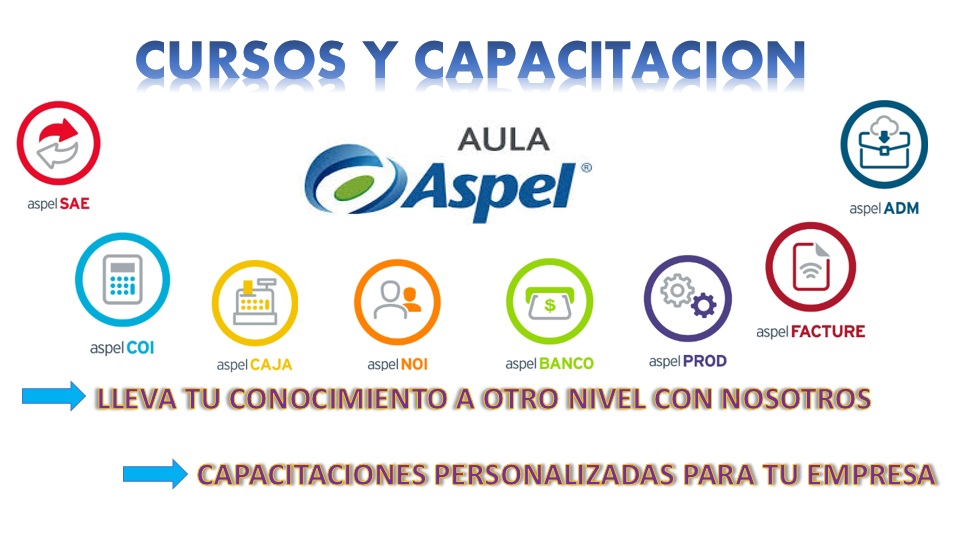 CURSOS Y CAPACITACION
AULA
Aspel®
aspel SAE
aspel ADM
aspel COI
aspel CAJA
aspel NOI
$
aspel BANCO
aspel PROD
aspel FACTURE
LLEVA TU CONOCIMIENTO A OTRO NIVEL CON NOSOTROS
CAPACITACIONES PERSONALIZADAS PARA TU EMPRESA